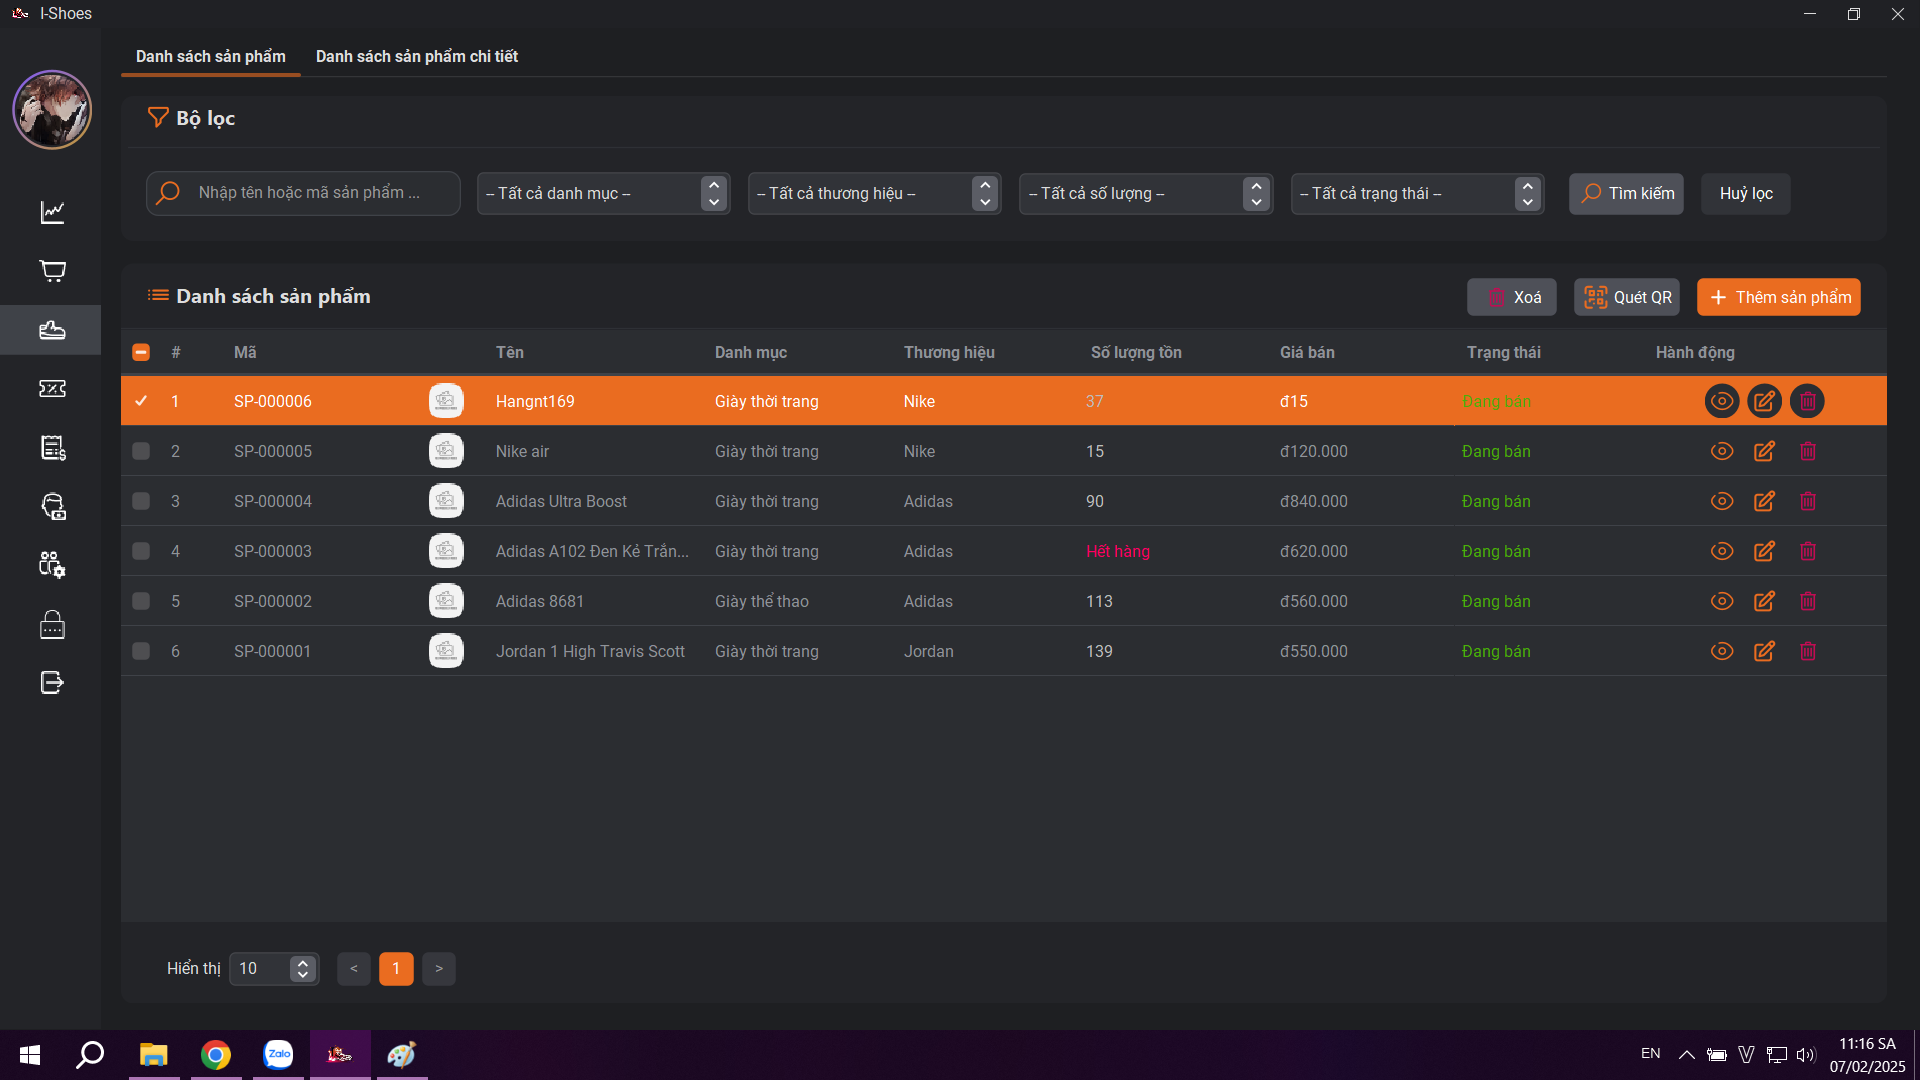 I-Shoes
Danh sách sản phẩm Danh sách sản phẩm chi tiết
Bộ lọc
Nhập tên hoặc mã sản phẩm ... -- Tất cả danh mục -- -- Tất cả thương hiệu -- -- Tất cả số lượng -- -- Tất cả trạng thái -- Tìm kiếm Huỷ lọc
Danh sách sản phẩm Xoá Quét QR Thêm sản phẩm
# Mã Tên Danh mục Thương hiệu Số lượng tồn Giá bán Trạng thái Hành động
1 SP-000006 Hangnt169 Giày thời trang Nike 37 đ15 Đang bán
2 SP-000005 Nike air Giày thời trang Nike 15 đ120.000 Đang bán
3 SP-000004 Adidas Ultra Boost Giày thời trang Adidas 90 đ840.000 Đang bán
4 SP-000003 Adidas A102 Đen Kẻ Trắn... Giày thời trang Adidas Hết hàng đ620.000 Đang bán
5 SP-000002 Adidas 8681 Giày thể thao Adidas 113 đ560.000 Đang bán
6 SP-000001 Jordan 1 High Travis Scott Giày thời trang Jordan 139 đ550.000 Đang bán
Hiển thị 10 < 1 >
Zalo
EN
11:16 SA
07/02/2025